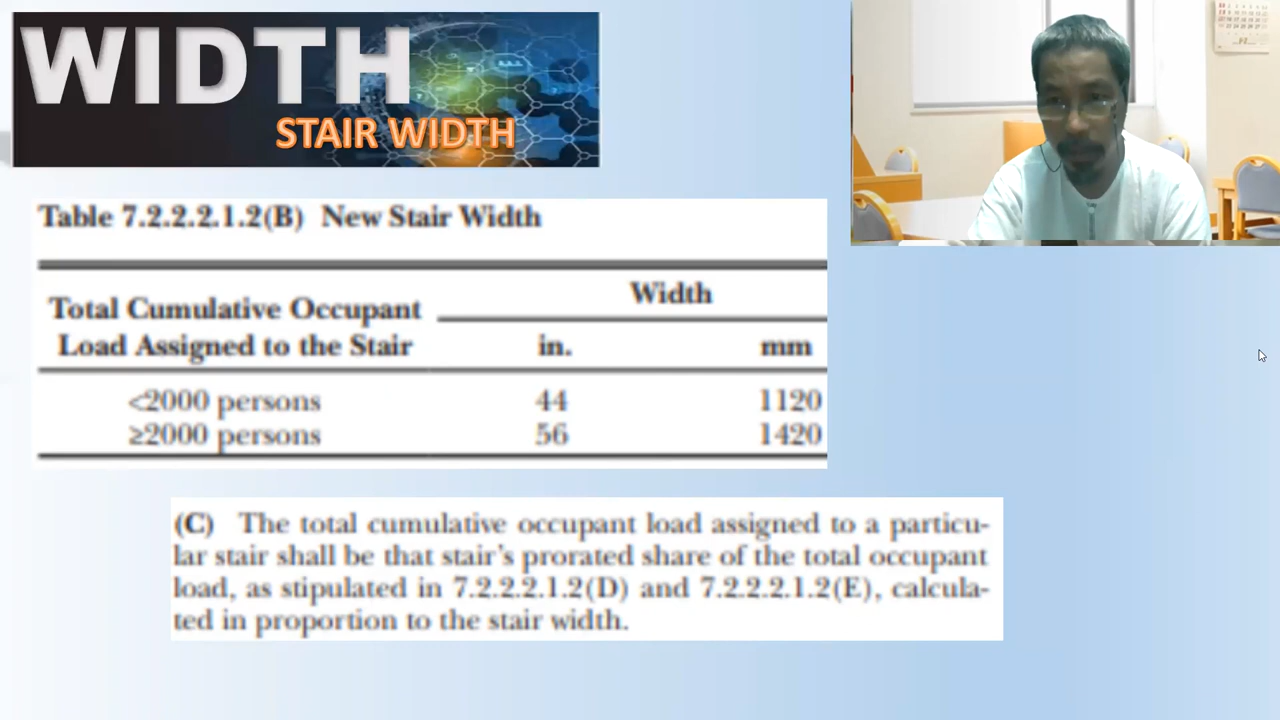 WIDTH
STAIR WIDTH
Table 7.2.2.2.1.2(B) New Stair Width
Width
Total Cumulative Occupant
Load Assigned to the Stair in. mm
<2000 persons 44 1120
≥2000 persons 56 1420
(C) The total cumulative occupant load assigned to a particu-
lar stair shall be that stair's prorated share of the total occupant
load, as stipulated in 7.2.2.2.1.2(D) and 7.2.2.2.1.2(E), calcula-
ted in proportion to the stair width.